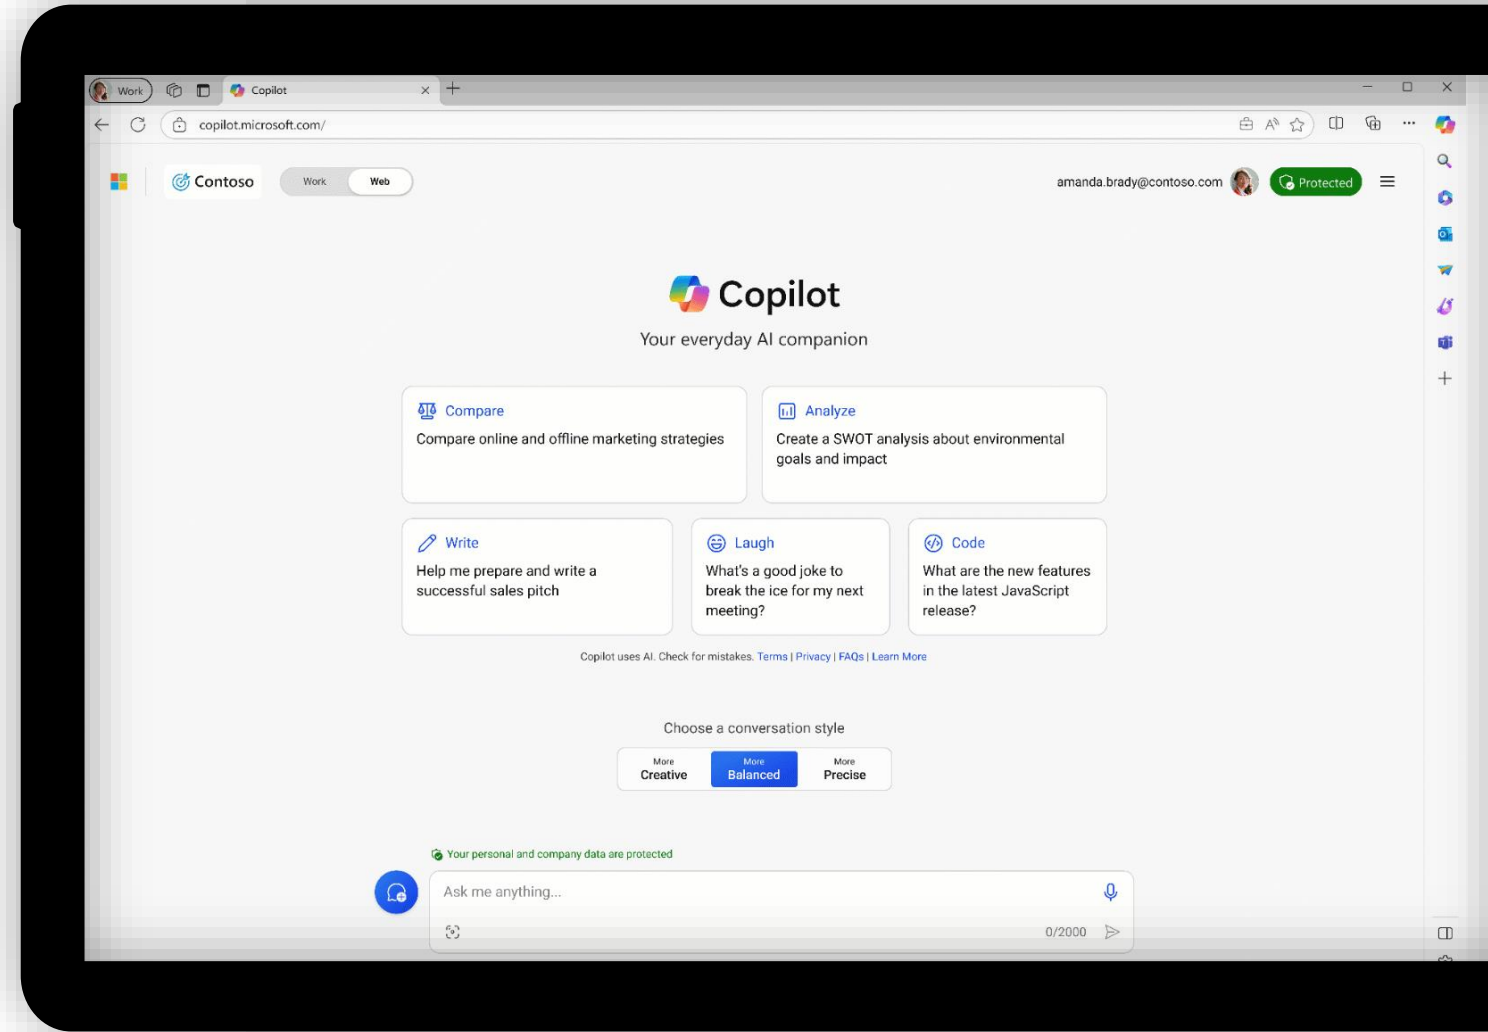 Work
Copilot
copilot.microsoft.com/
Contoso
Work
Web
amanda.brady@contoso.com
Protected
Copilot
Your everyday AI companion
Compare
Compare online and offline marketing strategies
Analyze
Create a SWOT analysis about environmental
goals and impact
Write
Help me prepare and write a
successful sales pitch
Laugh
What's a good joke to
break the ice for my next
meeting?
Code
What are the new features
in the latest JavaScript
release?
Copilot uses AI. Check for mistakes. Terms | Privacy | FAQs | Learn More
Choose a conversation style
More
Creative
More
Balanced
More
Precise
Your personal and company data are protected
Ask me anything...
0/2000